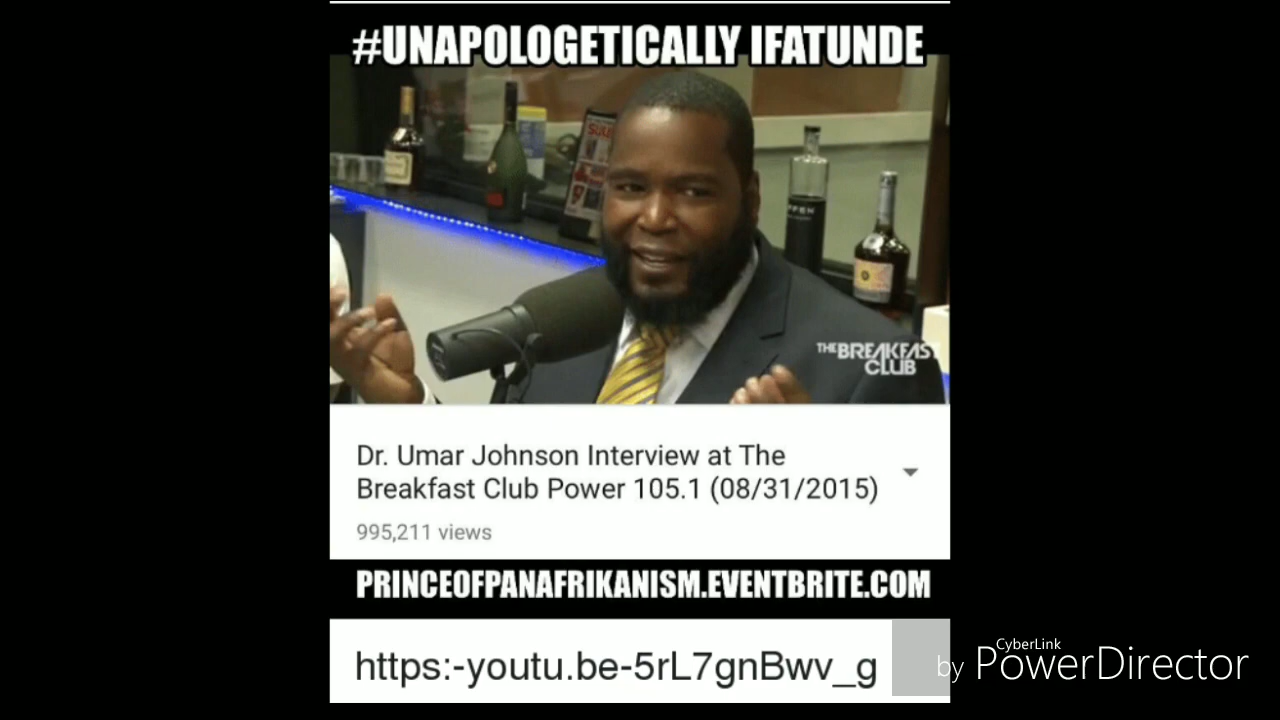 #UNAPOLOGETICALLY IFATUNDE
THE BREAKFAST
CLUB
Dr. Umar Johnson Interview at The
Breakfast Club Power 105.1 (08/31/2015)
995,211 views
PRINCEOFPANAFRIKANISM.EVENTBRITE.COM
https:-youtu.be-5rL7gnBwv_g
CyberLink
by PowerDirector